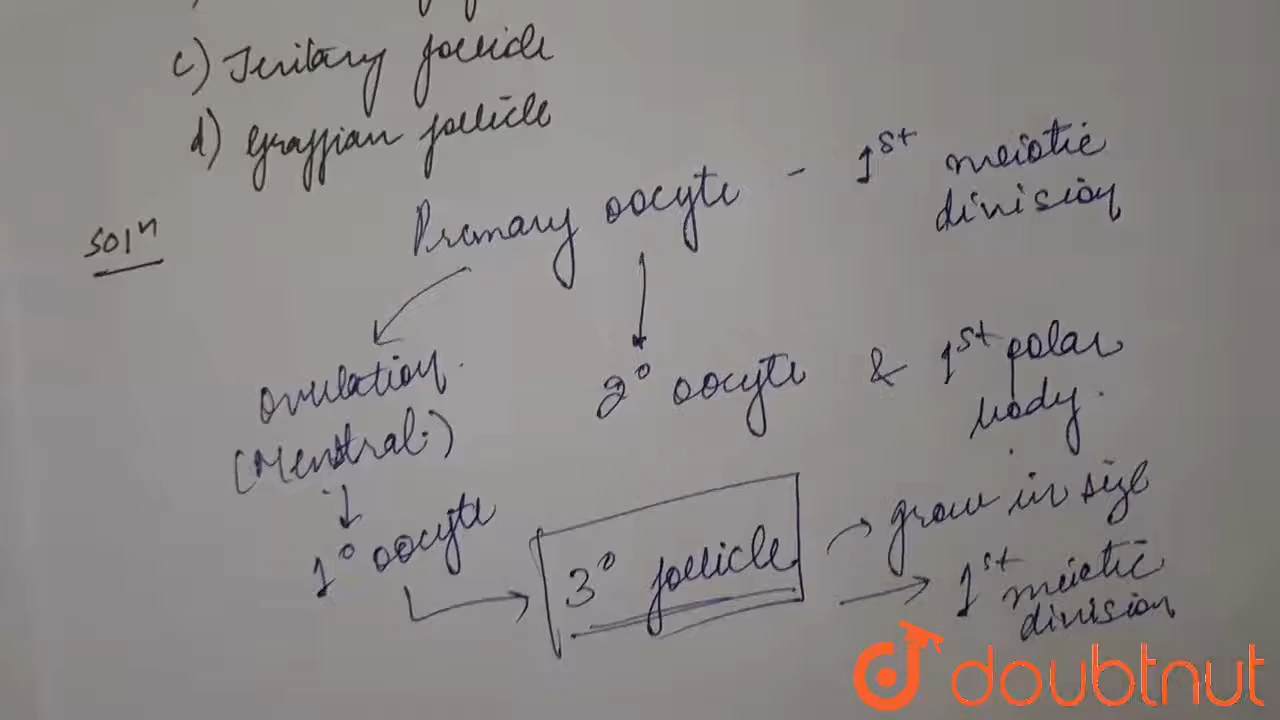 c) Teritary follicle
d) Graffian follicle
Soln
Primary oocyte - 1st meiotic
division
ovulation.
(Menstral.)
2° oocyte & 1st polar
body.
1° oocyte
3° follicle
grow in size
1st meiotic
division
doubtnut